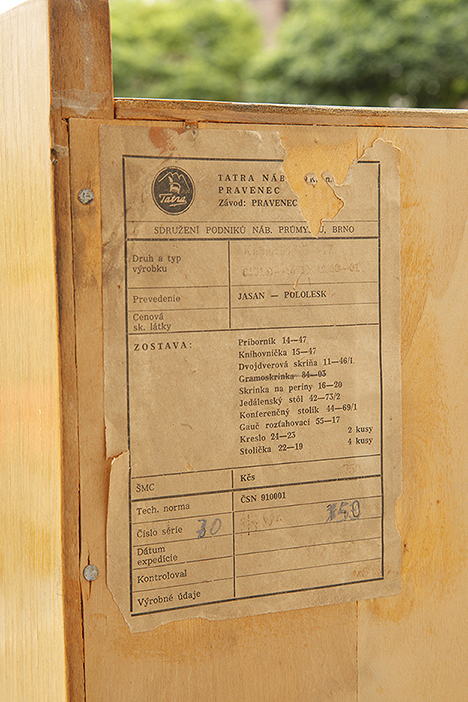 Tatra
TATRA NÁB
PRAVENEC
Závod: PRAVENEC
SDRUŽENÍ PODNIKŮ NÁB. PRŮMY U, BRNO
Druh a typ
výrobku
Prevedenie JASAN — POLOLESK
Cenová
sk. látky
ZOSTAVA: Príborník 14—47
Knihovnička 15—47
Dvojdverová skriňa 11—46/1
Gramoskrinka 84—03
Skrinka na periny 16—20
Jedálenský stôl 42—73/2
Konferenčný stolík 44—69/1
Gauč rozťahovací 55—17
Kreslo 24—23 2 kusy
Stolička 22—19 4 kusy
ŠMC Kčs
Tech. norma ČSN 910001
Číslo série 30 150
Dátum
expedície
Kontroloval
Výrobné údaje